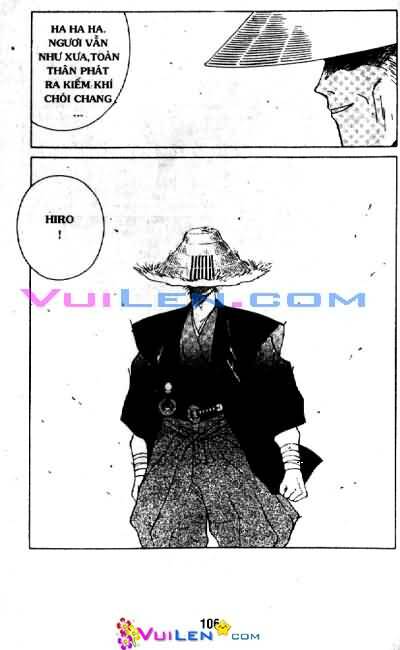 HA HA HA.
NGƯƠI VẪN
NHƯ XƯA,TOÀN
THÂN PHÁT
RA KIẾM KHÍ
CHÓI CHANG
...
HIRO
!
VUILEN.COM
106
VUILEN.COM